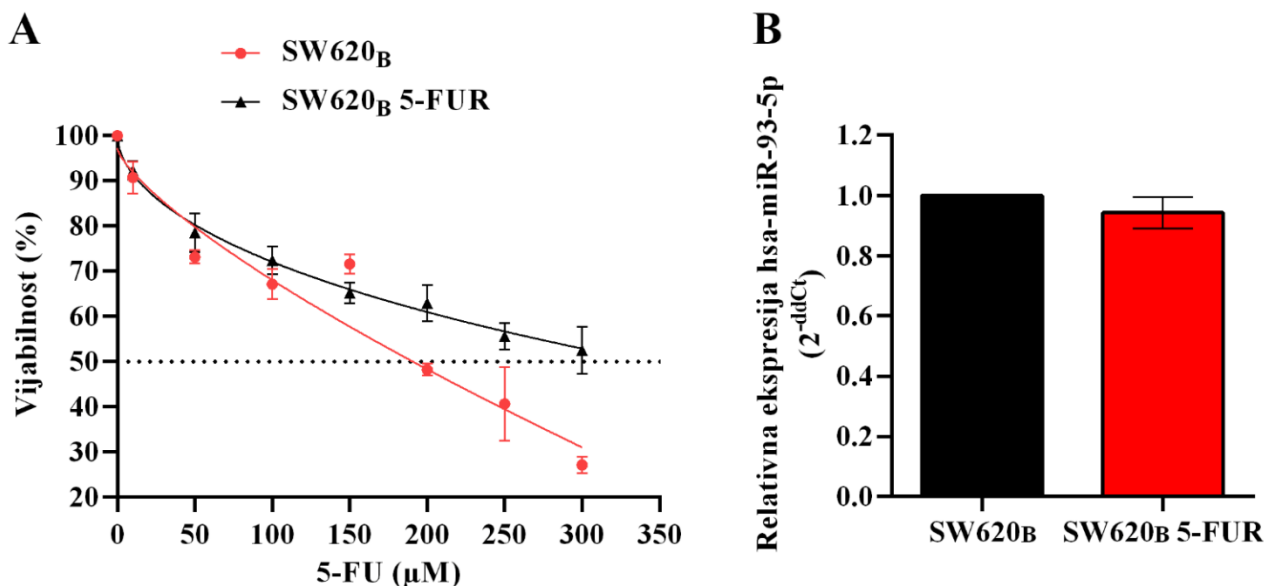 A
SW620B
SW620B 5-FUR
Vijabilnost (%)
100
90
80
70
60
50
40
30
20
0 50 100 150 200 250 300 350
5-FU (µM)
B
Relativna ekspresija hsa-miR-93-5p
(2-ddCt)
1.2
1.0
0.8
0.6
0.4
0.2
0.0
SW620B SW620B 5-FUR